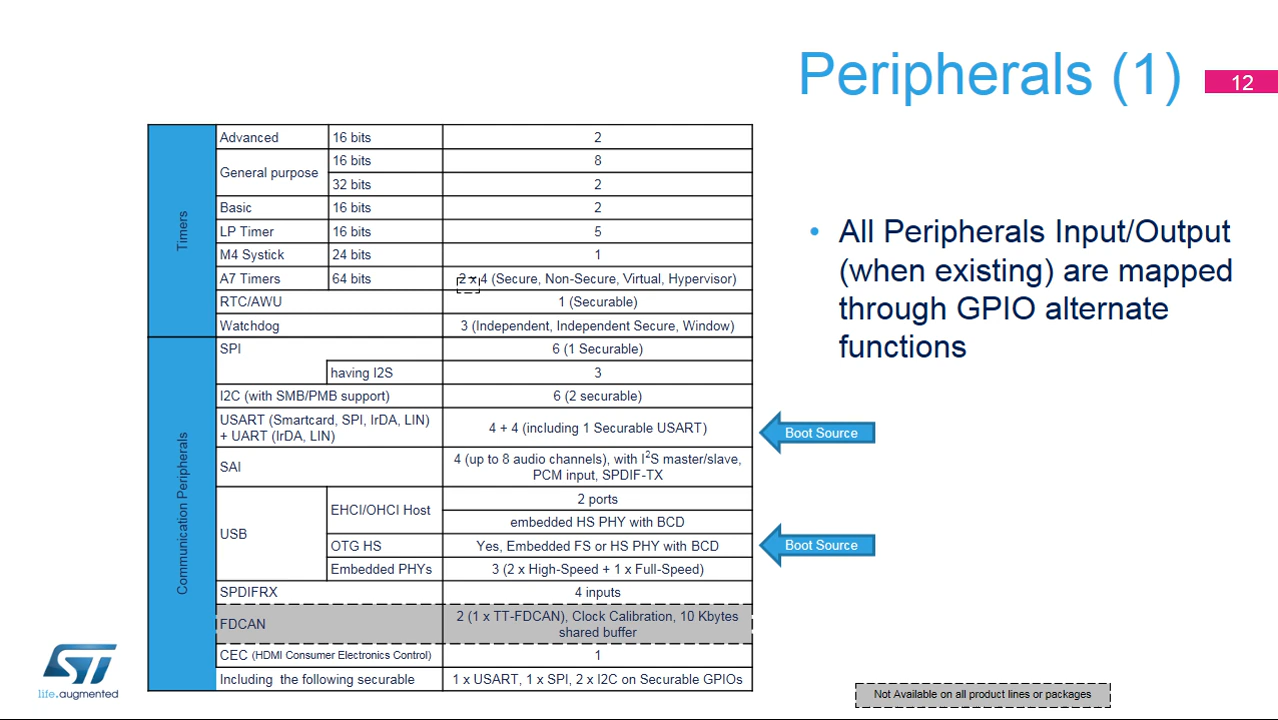 Peripherals (1)
12
Timers
Advanced 16 bits 2
General purpose 16 bits 8
32 bits 2
Basic 16 bits 2
LP Timer 16 bits 5
M4 Systick 24 bits 1
A7 Timers 64 bits 2 x 4 (Secure, Non-Secure, Virtual, Hypervisor)
RTC/AWU 1 (Securable)
Watchdog 3 (Independent, Independent Secure, Window)
Communication Peripherals
SPI 6 (1 Securable)
having I2S 3
I2C (with SMB/PMB support) 6 (2 securable)
USART (Smartcard, SPI, IrDA, LIN)
+ UART (IrDA, LIN)
4 + 4 (including 1 Securable USART)
Boot Source
SAI
4 (up to 8 audio channels), with I2S master/slave,
PCM input, SPDIF-TX
USB
EHCI/OHCI Host
2 ports
embedded HS PHY with BCD
OTG HS Yes, Embedded FS or HS PHY with BCD
Boot Source
Embedded PHYs 3 (2 x High-Speed + 1 x Full-Speed)
SPDIFRX 4 inputs
FDCAN
2 (1 x TT-FDCAN), Clock Calibration, 10 Kbytes
shared buffer
CEC (HDMI Consumer Electronics Control) 1
Including the following securable 1 x USART, 1 x SPI, 2 x I2C on Securable GPIOs
• All Peripherals Input/Output
(when existing) are mapped
through GPIO alternate
functions
ST
life.augmented
Not Available on all product lines or packages